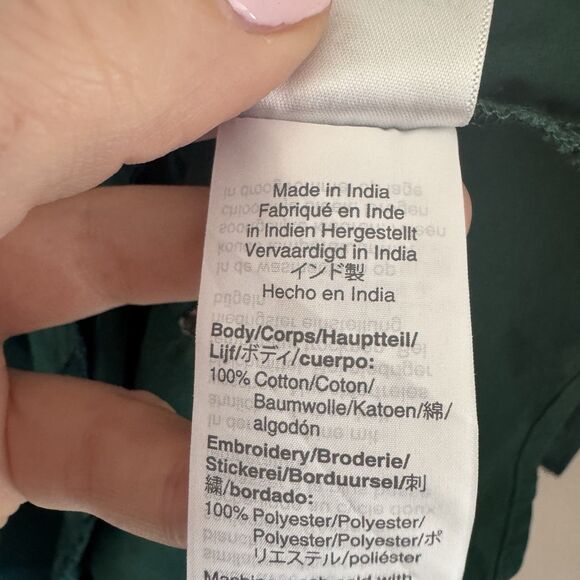 Made in India
Fabriqué en Inde
in Indien Hergestellt
Vervaardigd in India
インド製
Hecho en India
Body/Corps/Hauptteil/
Lijf/ボディ/cuerpo:
100% Cotton/Coton/
Baumwolle/Katoen/綿/
algodón
Embroidery/Broderie/
Stickerei/Borduursel/刺
繍/bordado:
100% Polyester/Polyester/
Polyester/Polyester/ポ
リエステル/poliéster